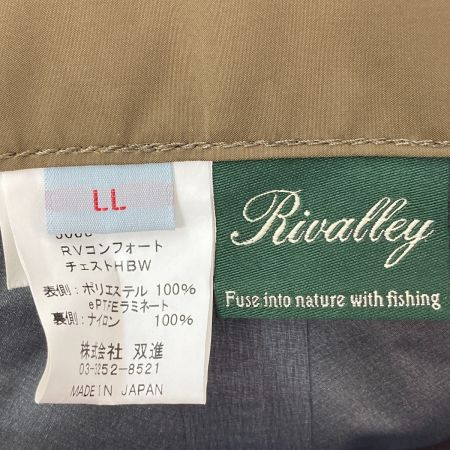 LL
RVコンフォート
チェストHBW
表側：ポリエステル 100%
ePTFEラミネート
裏側：ナイロン 100%
株式会社 双進
03-5252-8521
MADE IN JAPAN
Rivalley
Fuse into nature with fishing